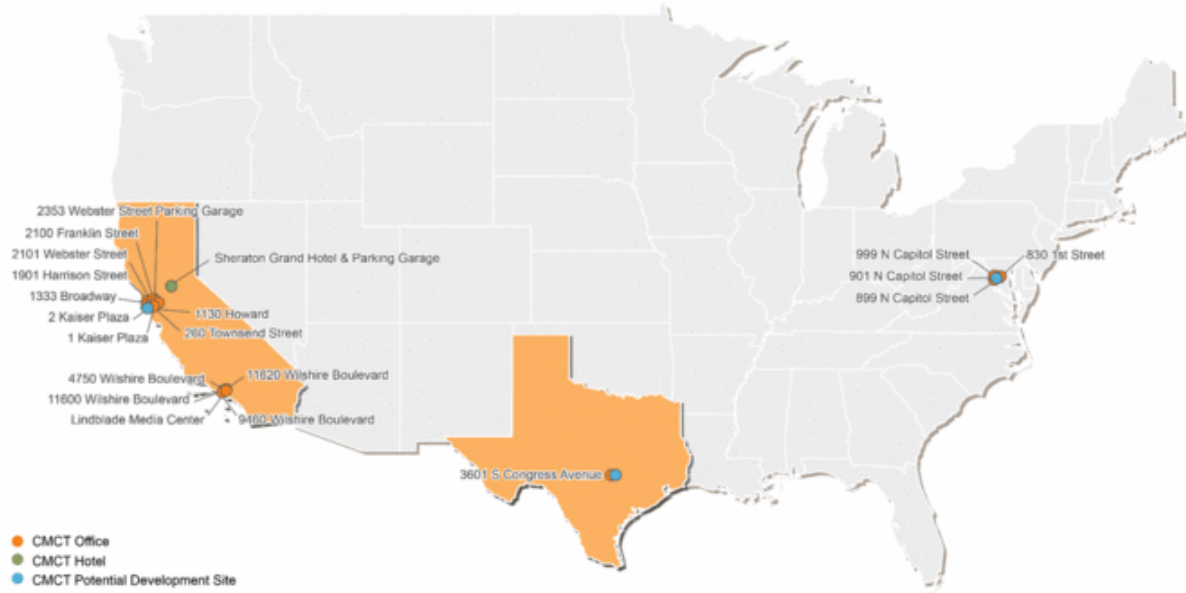 2353 Webster Street Parking Garage
2100 Franklin Street
2101 Webster Street
1901 Harrison Street
1333 Broadway
2 Kaiser Plaza
1 Kaiser Plaza
Sheraton Grand Hotel & Parking Garage
1130 Howard
260 Townsend Street
4750 Wilshire Boulevard
11620 Wilshire Boulevard
11600 Wilshire Boulevard
Lindblade Media Center
9460 Wilshire Boulevard
3601 S Congress Avenue
999 N Capitol Street
830 1st Street
901 N Capitol Street
899 N Capitol Street
CMCT Office
CMCT Hotel
CMCT Potential Development Site